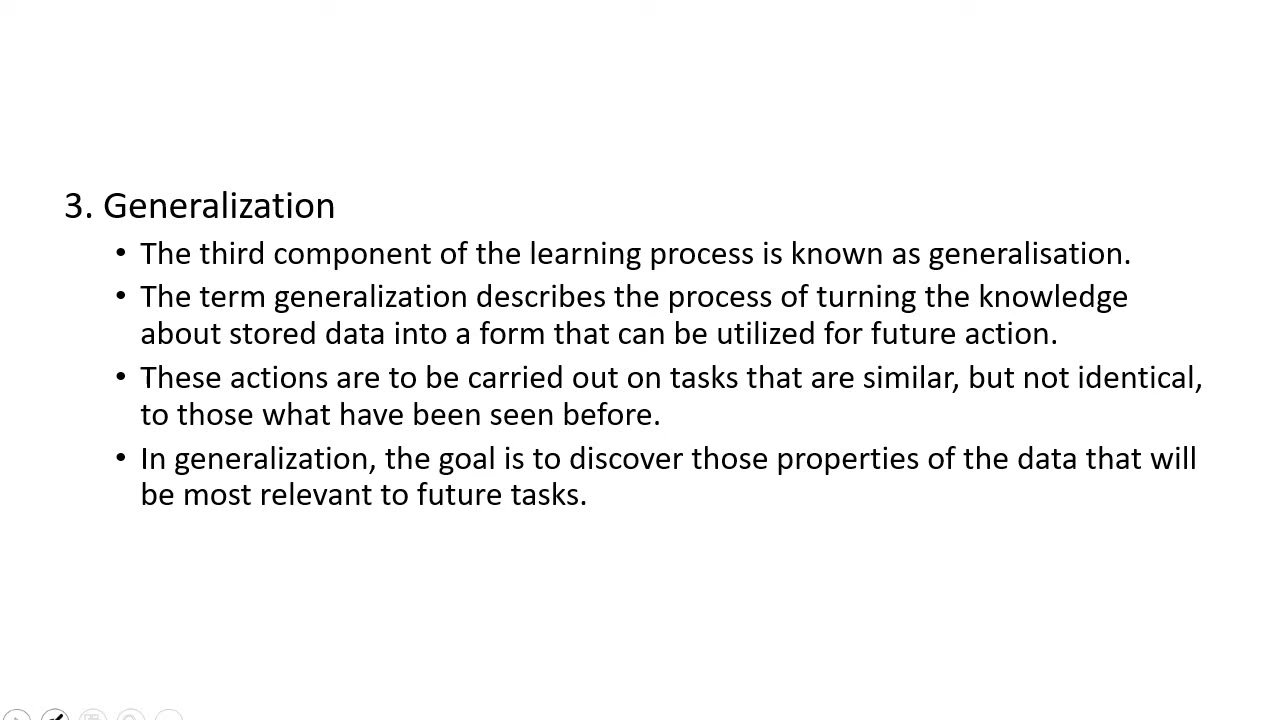 3. Generalization
• The third component of the learning process is known as generalisation.
• The term generalization describes the process of turning the knowledge
about stored data into a form that can be utilized for future action.
• These actions are to be carried out on tasks that are similar, but not identical,
to those what have been seen before.
• In generalization, the goal is to discover those properties of the data that will
be most relevant to future tasks.